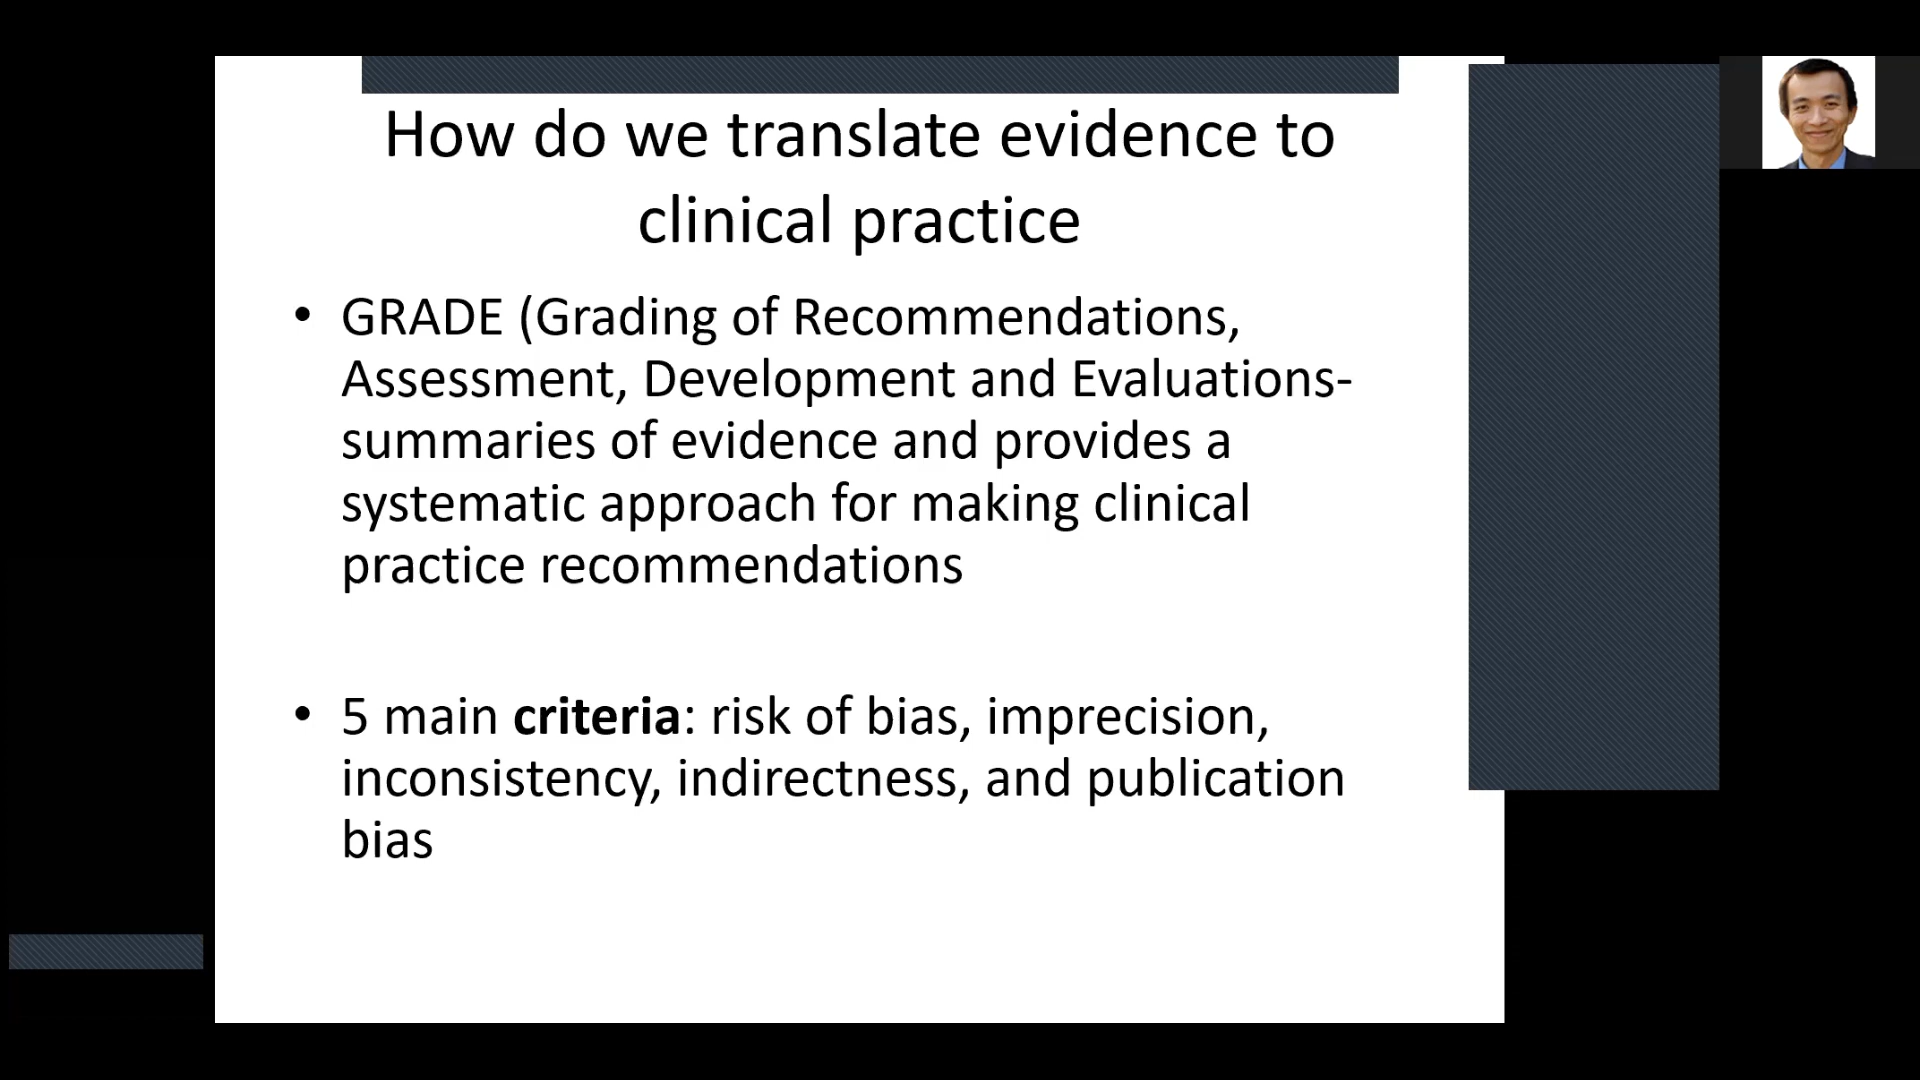 How do we translate evidence to
clinical practice
• GRADE (Grading of Recommendations,
Assessment, Development and Evaluations-
summaries of evidence and provides a
systematic approach for making clinical
practice recommendations
• 5 main criteria: risk of bias, imprecision,
inconsistency, indirectness, and publication
bias